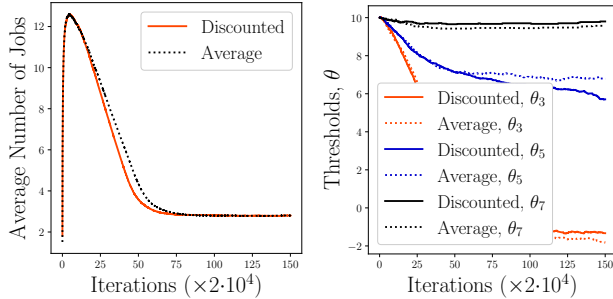 Average Number of Jobs
12
10
8
6
4
2
0
25
50
75
100
125
150
Iterations (×2·10⁴)
Discounted
Average
Thresholds, θ
10
8
6
4
2
0
−2
0
25
50
75
100
125
150
Iterations (×2·10⁴)
Discounted, θ₃
Average, θ₃
Discounted, θ₅
Average, θ₅
Discounted, θ₇
Average, θ₇